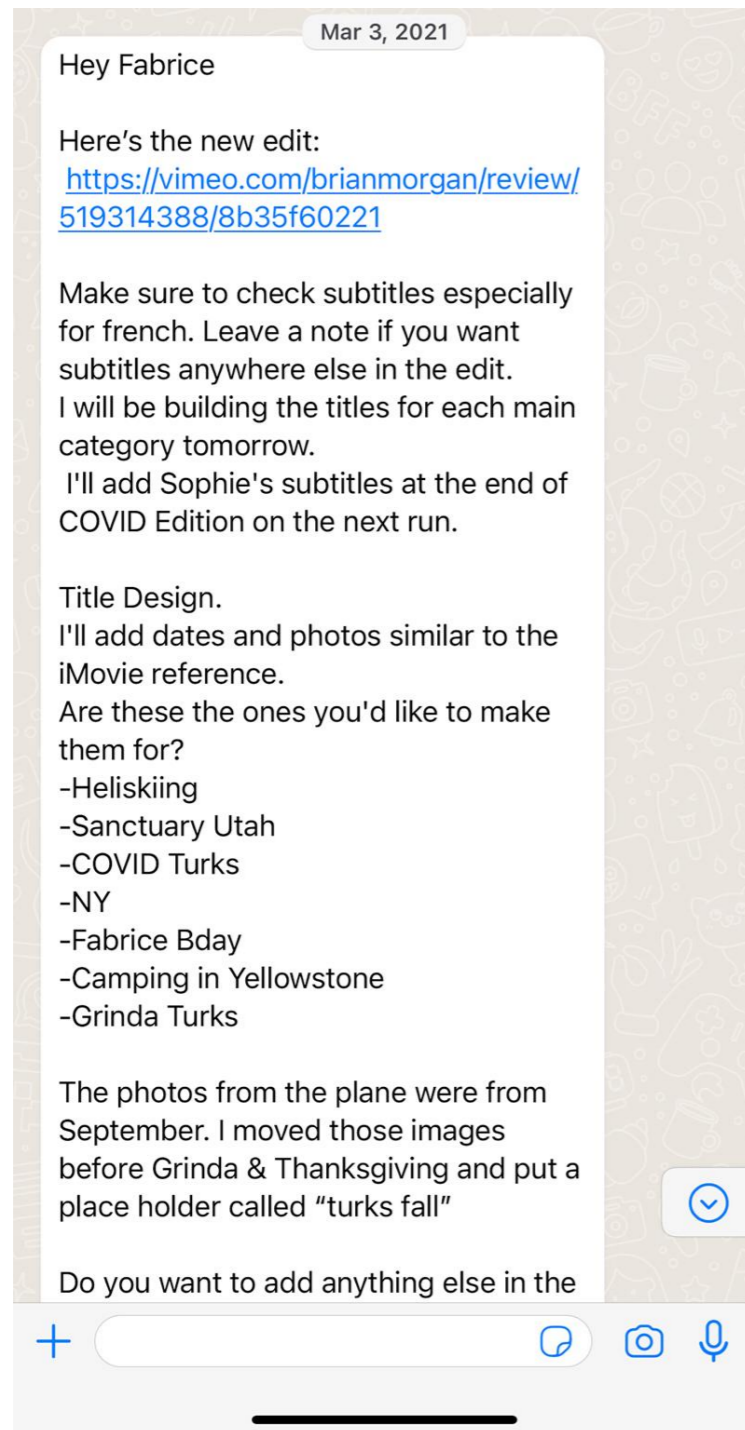 Mar 3, 2021
Hey Fabrice
Here’s the new edit:
https://vimeo.com/brianmorgan/review/
519314388/8b35f60221
Make sure to check subtitles especially
for french. Leave a note if you want
subtitles anywhere else in the edit.
I will be building the titles for each main
category tomorrow.
I'll add Sophie's subtitles at the end of
COVID Edition on the next run.
Title Design.
I'll add dates and photos similar to the
iMovie reference.
Are these the ones you'd like to make
them for?
-Heliskiing
-Sanctuary Utah
-COVID Turks
-NY
-Fabrice Bday
-Camping in Yellowstone
-Grinda Turks
The photos from the plane were from
September. I moved those images
before Grinda & Thanksgiving and put a
place holder called “turks fall”
Do you want to add anything else in the